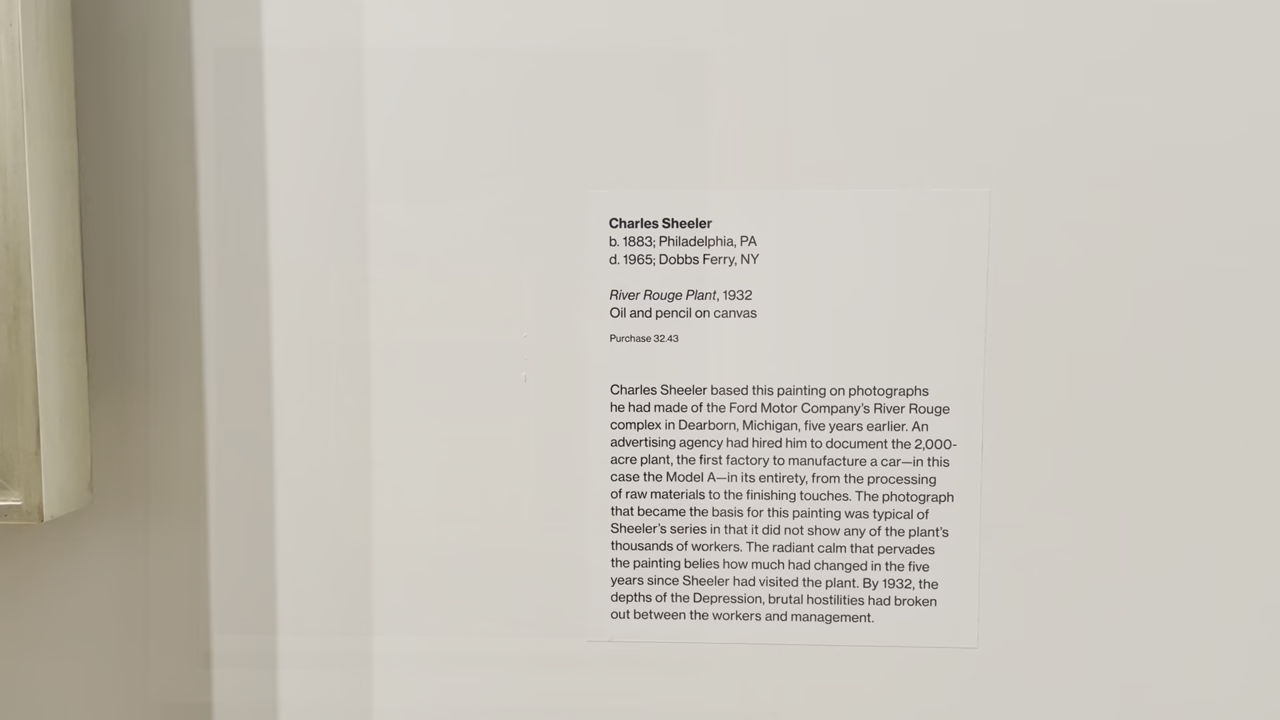 Charles Sheeler
b. 1883; Philadelphia, PA
d. 1965; Dobbs Ferry, NY
River Rouge Plant, 1932
Oil and pencil on canvas
Purchase 32.43
Charles Sheeler based this painting on photographs
he had made of the Ford Motor Company’s River Rouge
complex in Dearborn, Michigan, five years earlier. An
advertising agency had hired him to document the 2,000-
acre plant, the first factory to manufacture a car—in this
case the Model A—in its entirety, from the processing
of raw materials to the finishing touches. The photograph
that became the basis for this painting was typical of
Sheeler’s series in that it did not show any of the plant’s
thousands of workers. The radiant calm that pervades
the painting belies how much had changed in the five
years since Sheeler had visited the plant. By 1932, the
depths of the Depression, brutal hostilities had broken
out between the workers and management.